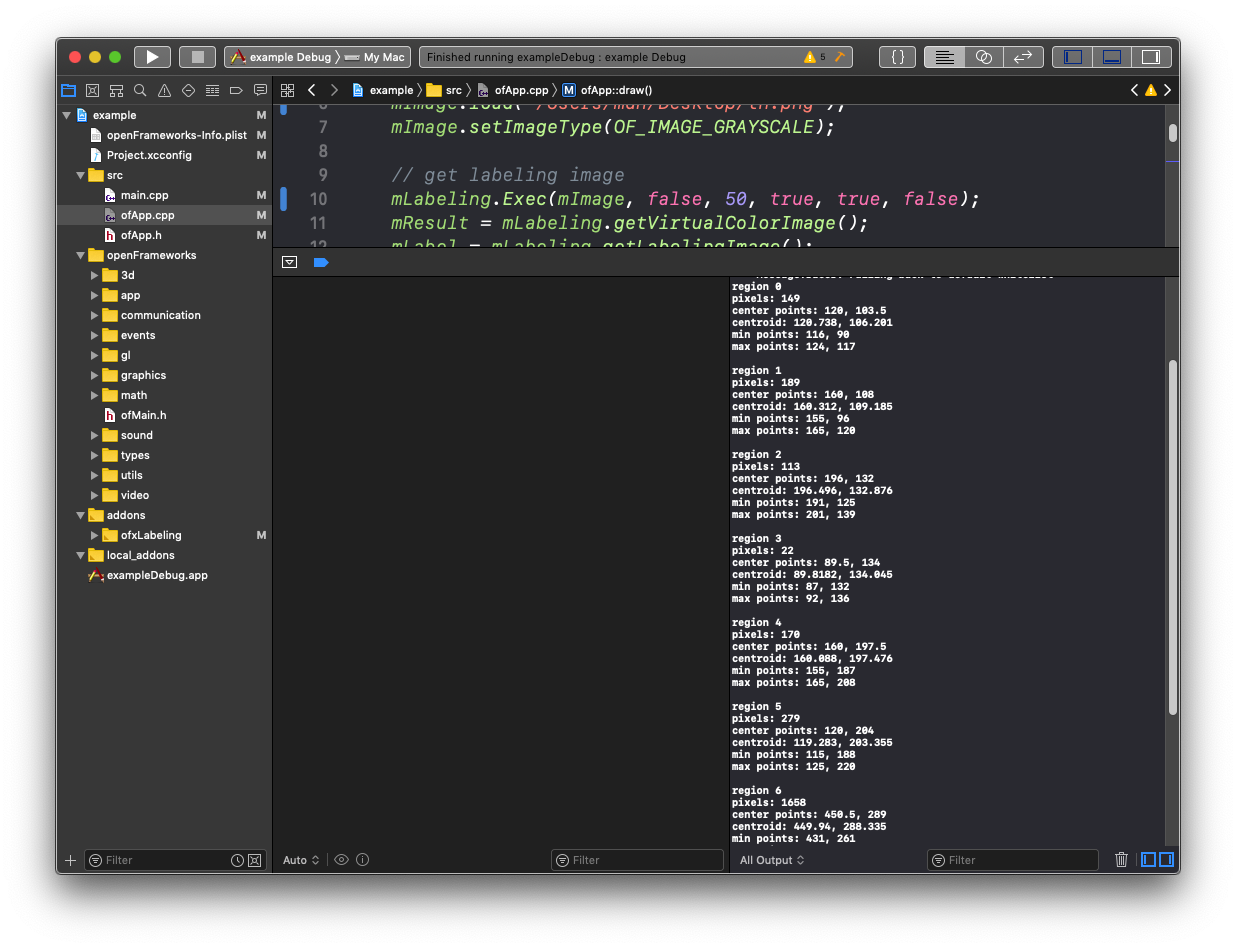 example Debug 〉 My Mac
Finished running exampleDebug : example Debug
5
{ }
example 〉 src 〉 ofApp.cpp 〉 M ofApp::draw()
example M
openFrameworks-Info.plist M
Project.xcconfig M
src
main.cpp M
ofApp.cpp M
h ofApp.h M
openFrameworks
3d
app
communication
events
gl
graphics
math
h ofMain.h
sound
types
utils
video
addons
ofxLabeling M
local_addons
exampleDebug.app
Filter
7 mImage.setImageType(OF_IMAGE_GRAYSCALE);
8
9 // get labeling image
10 mLabeling.Exec(mImage, false, 50, true, true, false);
11 mResult = mLabeling.getVirtualColorImage();
12 mLabel = mLabeling.getLabelingImage();
region 0
pixels: 149
center points: 120, 103.5
centroid: 120.738, 106.201
min points: 116, 90
max points: 124, 117
region 1
pixels: 189
center points: 160, 108
centroid: 160.312, 109.185
min points: 155, 96
max points: 165, 120
region 2
pixels: 113
center points: 196, 132
centroid: 196.496, 132.876
min points: 191, 125
max points: 201, 139
region 3
pixels: 22
center points: 89.5, 134
centroid: 89.8182, 134.045
min points: 87, 132
max points: 92, 136
region 4
pixels: 170
center points: 160, 197.5
centroid: 160.088, 197.476
min points: 155, 187
max points: 165, 208
region 5
pixels: 279
center points: 120, 204
centroid: 119.283, 203.355
min points: 115, 188
max points: 125, 220
region 6
pixels: 1658
center points: 450.5, 289
centroid: 449.94, 288.335
min points: 431, 261
Auto
Filter
All Output
Filter